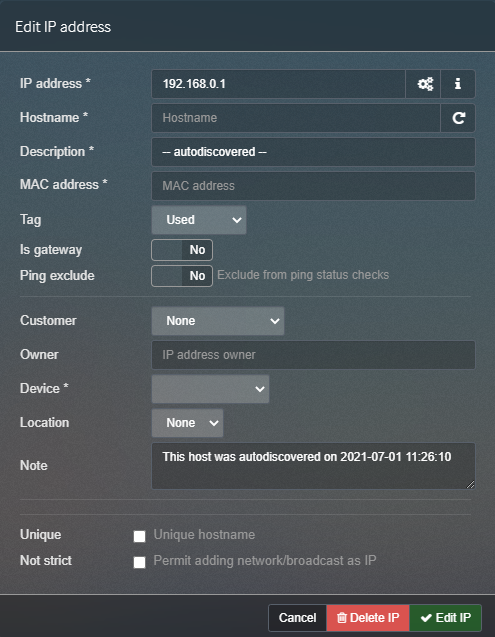 Edit IP address
IP address * 192.168.0.1
Hostname * Hostname
Description * -- autodiscovered --
MAC address * MAC address
Tag Used
Is gateway No
Ping exclude No Exclude from ping status checks
Customer None
Owner IP address owner
Device *
Location None
Note This host was autodiscovered on 2021-07-01 11:26:10
Unique Unique hostname
Not strict Permit adding network/broadcast as IP
Cancel Delete IP Edit IP